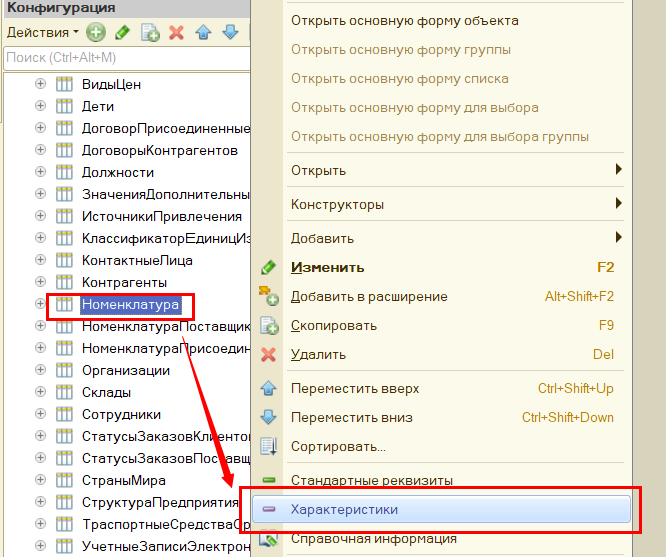 Конфигурация
Действия
Поиск (Ctrl+Alt+M)
ВидыЦен
Дети
ДоговорПрисоединенные
ДоговорыКонтрагентов
Должности
ЗначенияДополнительны
ИсточникиПривлечения
КлассификаторЕдиницИз
КонтактныеЛица
Контрагенты
Номенклатура
НоменклатураПоставщик
НоменклатураПрисоедин
Организации
Склады
Сотрудники
СтатусыЗаказовКлиенто
СтатусыЗаказовПоставщ
СтраныМира
СтруктураПредприятия
ТраспортныеСредстваОр
УчетныеЗаписиЭлектрон
Открыть основную форму объекта
Открыть основную форму группы
Открыть основную форму списка
Открыть основную форму для выбора
Открыть основную форму для выбора группы
Открыть
Конструкторы
Добавить
Изменить F2
Добавить в расширение Alt+Shift+F2
Скопировать F9
Удалить Del
Переместить вверх Ctrl+Shift+Up
Переместить вниз Ctrl+Shift+Down
Сортировать...
Стандартные реквизиты
Характеристики
Справочная информация